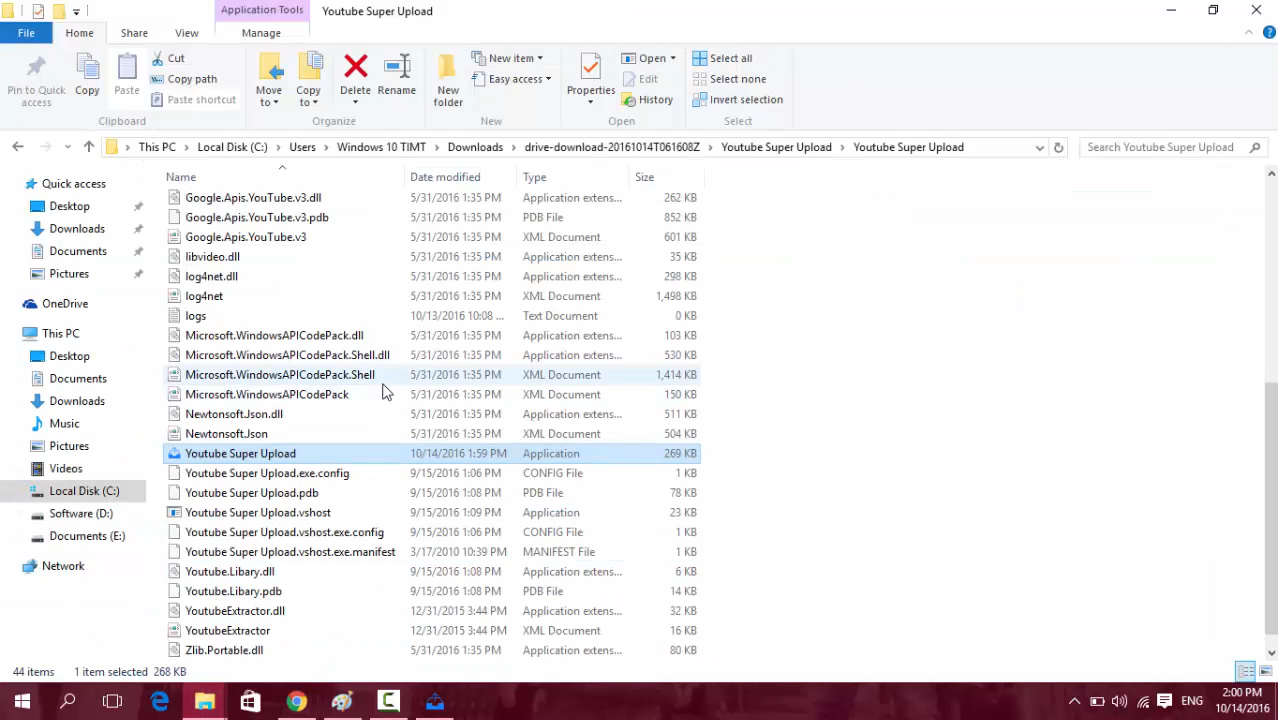 Application Tools Youtube Super Upload
File Home Share View Manage
Pin to Quick access
Copy
Paste
Cut
Copy path
Paste shortcut
Clipboard
Move to
Copy to
Delete
Rename
Organize
New folder
New item
Easy access
New
Properties
Open
Edit
History
Open
Select all
Select none
Invert selection
Select
This PC Local Disk (C:) Users Windows 10 TIMT Downloads drive-download-20161014T061608Z Youtube Super Upload Youtube Super Upload
Search Youtube Super Upload
Quick access
Desktop
Downloads
Documents
Pictures
OneDrive
This PC
Desktop
Documents
Downloads
Music
Pictures
Videos
Local Disk (C:)
Software (D:)
Documents (E:)
Network
Name Date modified Type Size
Google.Apis.YouTube.v3.dll 5/31/2016 1:35 PM Application extens... 262 KB
Google.Apis.YouTube.v3.pdb 5/31/2016 1:35 PM PDB File 852 KB
Google.Apis.YouTube.v3 5/31/2016 1:35 PM XML Document 601 KB
libvideo.dll 5/31/2016 1:35 PM Application extens... 35 KB
log4net.dll 5/31/2016 1:35 PM Application extens... 298 KB
log4net 5/31/2016 1:35 PM XML Document 1,498 KB
logs 10/13/2016 10:08 ... Text Document 0 KB
Microsoft.WindowsAPICodePack.dll 5/31/2016 1:35 PM Application extens... 103 KB
Microsoft.WindowsAPICodePack.Shell.dll 5/31/2016 1:35 PM Application extens... 530 KB
Microsoft.WindowsAPICodePack.Shell 5/31/2016 1:35 PM XML Document 1,414 KB
Microsoft.WindowsAPICodePack 5/31/2016 1:35 PM XML Document 150 KB
Newtonsoft.Json.dll 5/31/2016 1:35 PM Application extens... 511 KB
Newtonsoft.Json 5/31/2016 1:35 PM XML Document 504 KB
Youtube Super Upload 10/14/2016 1:59 PM Application 269 KB
Youtube Super Upload.exe.config 9/15/2016 1:06 PM CONFIG File 1 KB
Youtube Super Upload.pdb 9/15/2016 1:08 PM PDB File 78 KB
Youtube Super Upload.vshost 9/15/2016 1:09 PM Application 23 KB
Youtube Super Upload.vshost.exe.config 9/15/2016 1:06 PM CONFIG File 1 KB
Youtube Super Upload.vshost.exe.manifest 3/17/2010 10:39 PM MANIFEST File 1 KB
Youtube.Libary.dll 9/15/2016 1:08 PM Application extens... 6 KB
Youtube.Libary.pdb 9/15/2016 1:08 PM PDB File 14 KB
YoutubeExtractor.dll 12/31/2015 3:44 PM Application extens... 32 KB
YoutubeExtractor 12/31/2015 3:44 PM XML Document 16 KB
Zlib.Portable.dll 5/31/2016 1:35 PM Application extens... 80 KB
44 items 1 item selected 268 KB
ENG
2:00 PM
10/14/2016